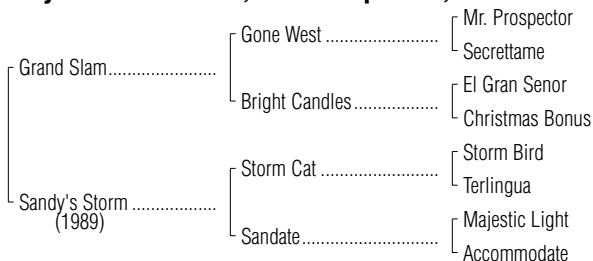 Mr. Prospector
Gone West ....................
Secrettame
Grand Slam....................
El Gran Senor
Bright Candles................
Christmas Bonus
Storm Bird
Storm Cat .....................
Terlingua
Sandy's Storm ...............
(1989)
Majestic Light
Sandate........................
Accommodate